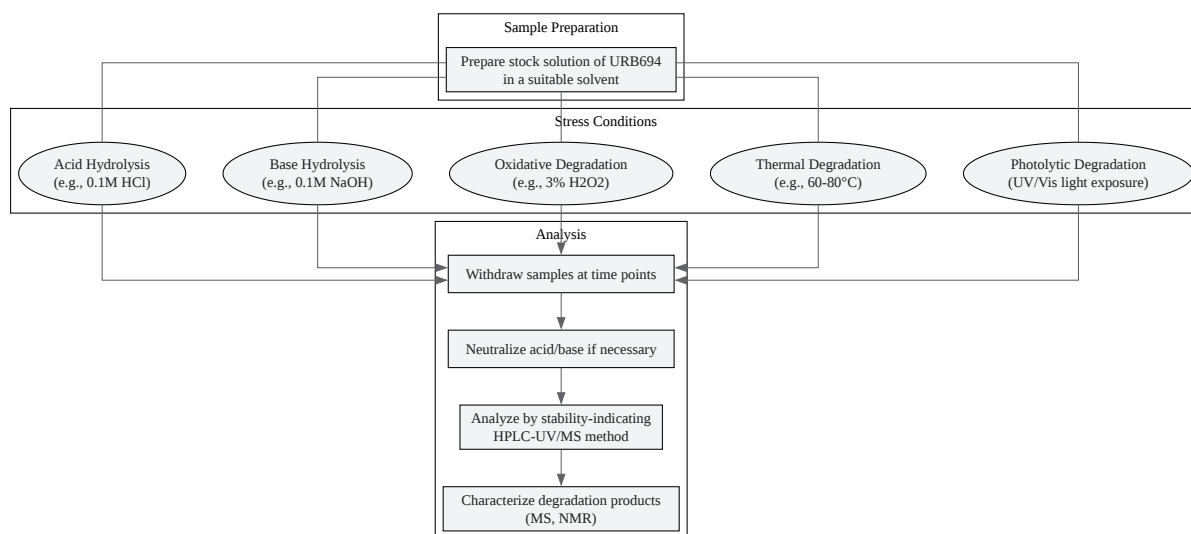 Sample Preparation
Prepare stock solution of URB694
in a suitable solvent
Stress Conditions
Acid Hydrolysis
(e.g., 0.1M HCl)
Base Hydrolysis
(e.g., 0.1M NaOH)
Oxidative Degradation
(e.g., 3% H2O2)
Thermal Degradation
(e.g., 60-80°C)
Photolytic Degradation
(UV/Vis light exposure)
Analysis
Withdraw samples at time points
Neutralize acid/base if necessary
Analyze by stability-indicating
HPLC-UV/MS method
Characterize degradation products
(MS, NMR)